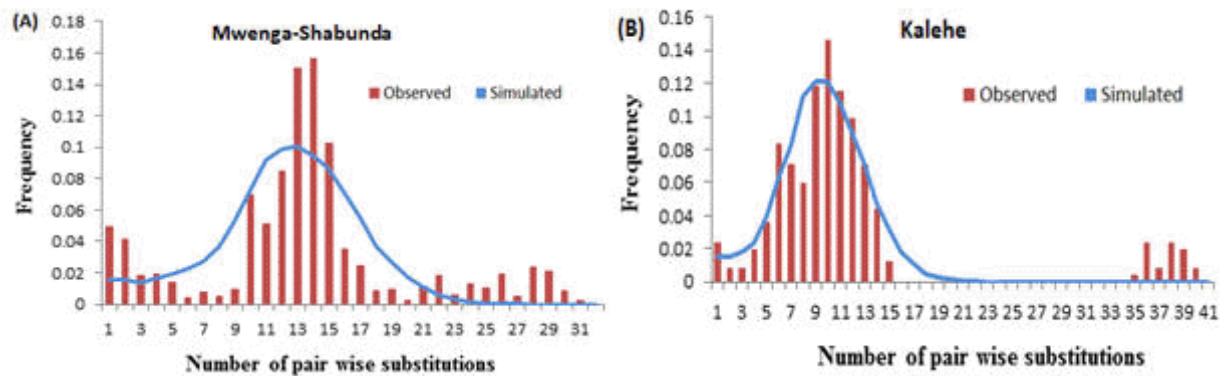 (A)
Mwenga-Shabunda
Observed Simulated
Frequency
0.18
0.16
0.14
0.12
0.1
0.08
0.06
0.04
0.02
0
1 3 5 7 9 11 13 15 17 19 21 23 25 27 29 31
Number of pair wise substitutions
(B)
Kalehe
Observed Simulated
Frequency
0.16
0.14
0.12
0.1
0.08
0.06
0.04
0.02
0
1 3 5 7 9 11 13 15 17 19 21 23 25 27 29 31 33 35 37 39 41
Number of pair wise substitutions